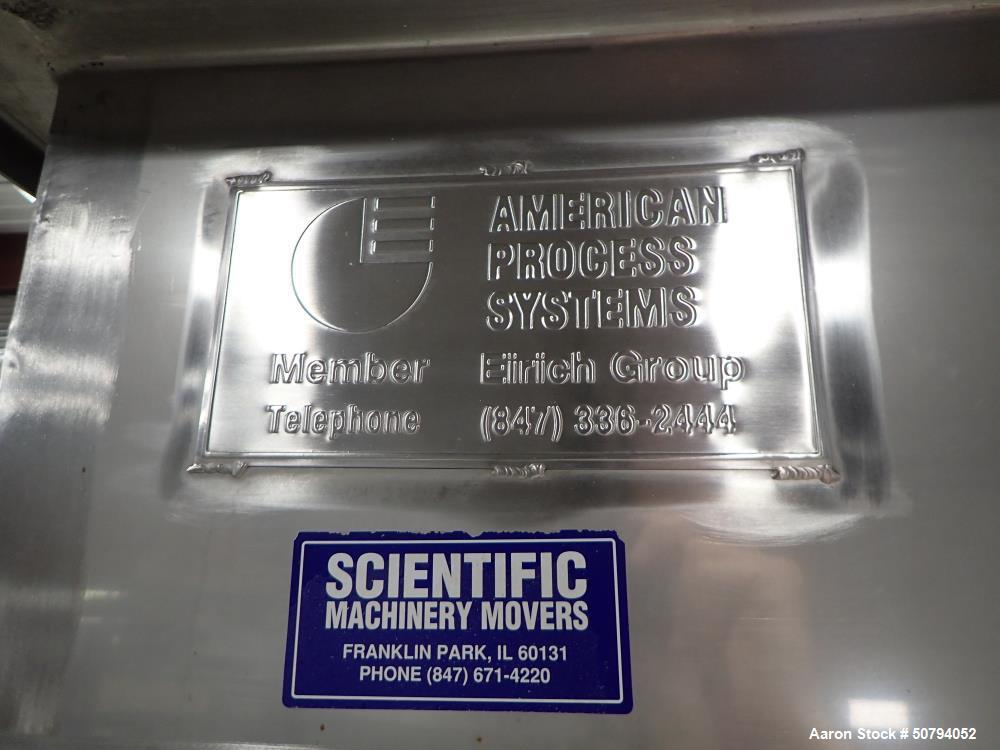 AMERICAN
PROCESS
SYSTEMS
Member Eirich Group
Telephone (847) 336-2444
SCIENTIFIC
MACHINERY MOVERS
FRANKLIN PARK, IL 60131
PHONE (847) 671-4220
Aaron Stock # 50794052